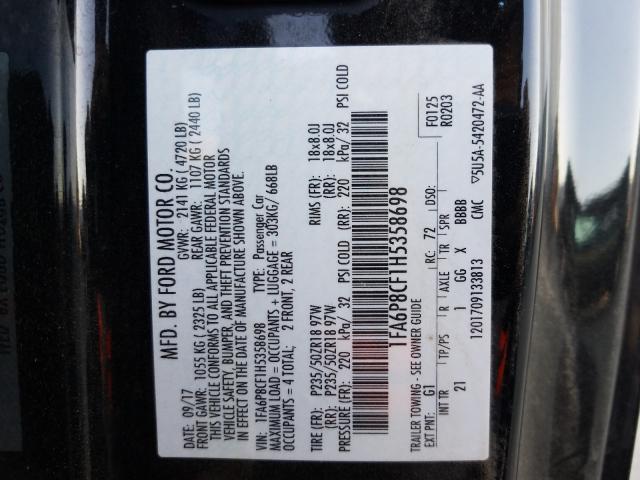 MFD. BY FORD MOTOR CO.
DATE: 09/17 GVWR: 2141 KG ( 4720 LB)
FRONT GAWR: 1055 KG ( 2325 LB) REAR GAWR: 1107 KG ( 2440 LB)
THIS VEHICLE CONFORMS TO ALL APPLICABLE FEDERAL MOTOR
VEHICLE SAFETY, BUMPER, AND THEFT PREVENTION STANDARDS
IN EFFECT ON THE DATE OF MANUFACTURE SHOWN ABOVE.
VIN: 1FA6P8CF1H5358698 TYPE: Passenger Car
MAXIMUM LOAD = OCCUPANTS + LUGGAGE = 303KG/ 668LB
OCCUPANTS = 4 TOTAL; 2 FRONT, 2 REAR
TIRE (FR): P235/50ZR18 97W RIMS (FR): 18x8.0J
(RR): P235/50ZR18 97W (RR): 18x8.0J
PRESSURE (FR): 220 kPa/ 32 PSI COLD (RR): 220 kPa/ 32 PSI COLD
1FA6P8CF1H5358698
TRAILER TOWING - SEE OWNER GUIDE
F0125
R0203
EXT PNT: G1 RC: 72 DSO:
INT TR TP/PS R AXLE TR SPR
21 1 GG X BBBB
1201709133813 CMC ▽5U5A-5420472-AA